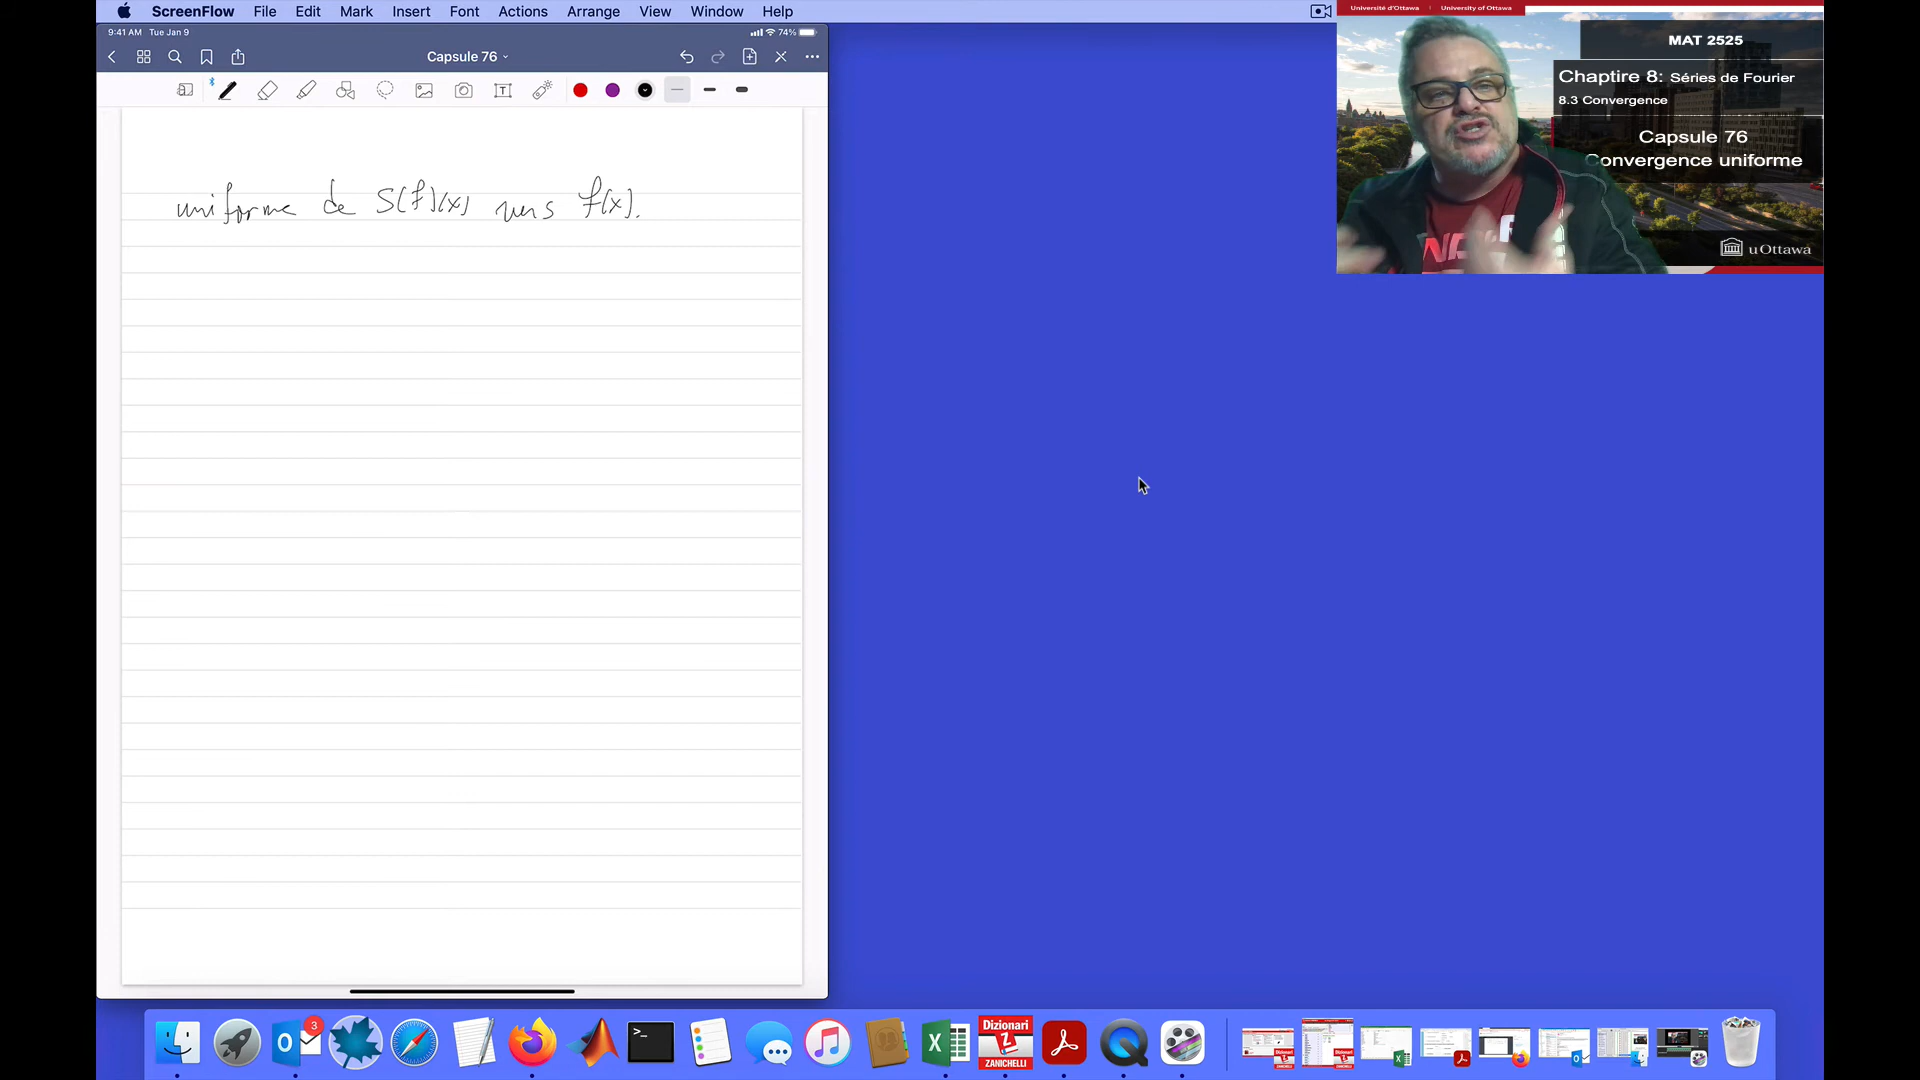 ScreenFlow File Edit Mark Insert Font Actions Arrange View Window Help
9:41 AM Tue Jan 9
74%
Capsule 76
T
uniforme de S(f)(x) vers f(x).
Université d'Ottawa | University of Ottawa
MAT 2525
Chaptire 8: Séries de Fourier
8.3 Convergence
Capsule 76
Convergence uniforme
uOttawa
3
Dizionari
Z
ZANICHELLI